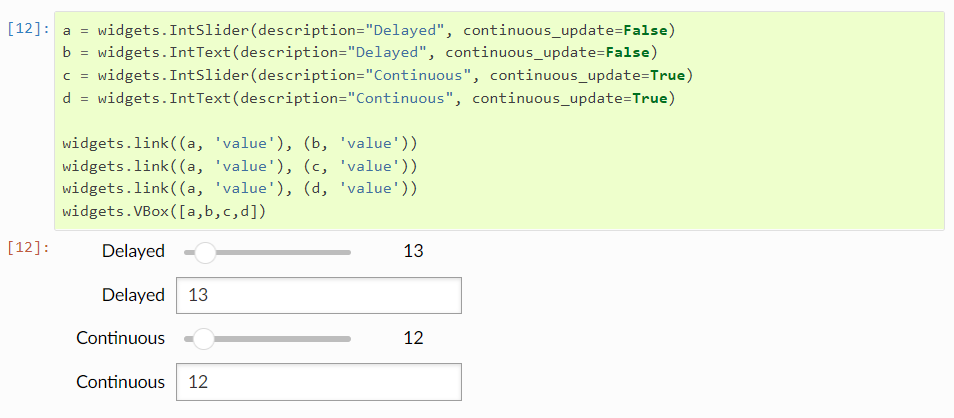 [12]: a = widgets.IntSlider(description="Delayed", continuous_update=False)
b = widgets.IntText(description="Delayed", continuous_update=False)
c = widgets.IntSlider(description="Continuous", continuous_update=True)
d = widgets.IntText(description="Continuous", continuous_update=True)

widgets.link((a, 'value'), (b, 'value'))
widgets.link((a, 'value'), (c, 'value'))
widgets.link((a, 'value'), (d, 'value'))
widgets.VBox([a,b,c,d])
[12]: Delayed 13
Delayed 13
Continuous 12
Continuous 12